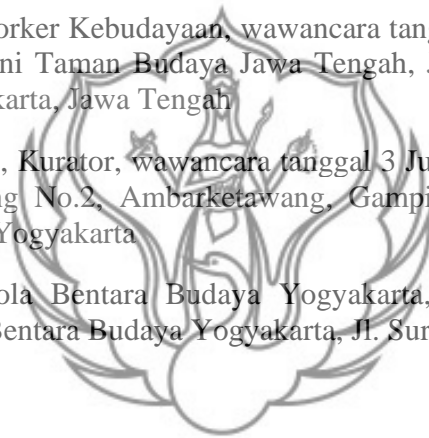 orker Kebudayaan, wawancara tang
ni Taman Budaya Jawa Tengah, J
karta, Jawa Tengah
, Kurator, wawancara tanggal 3 Ju
ng No.2, Ambarketawang, Gampi
Yogyakarta
ola Bentara Budaya Yogyakarta,
Bentara Budaya Yogyakarta, Jl. Sur